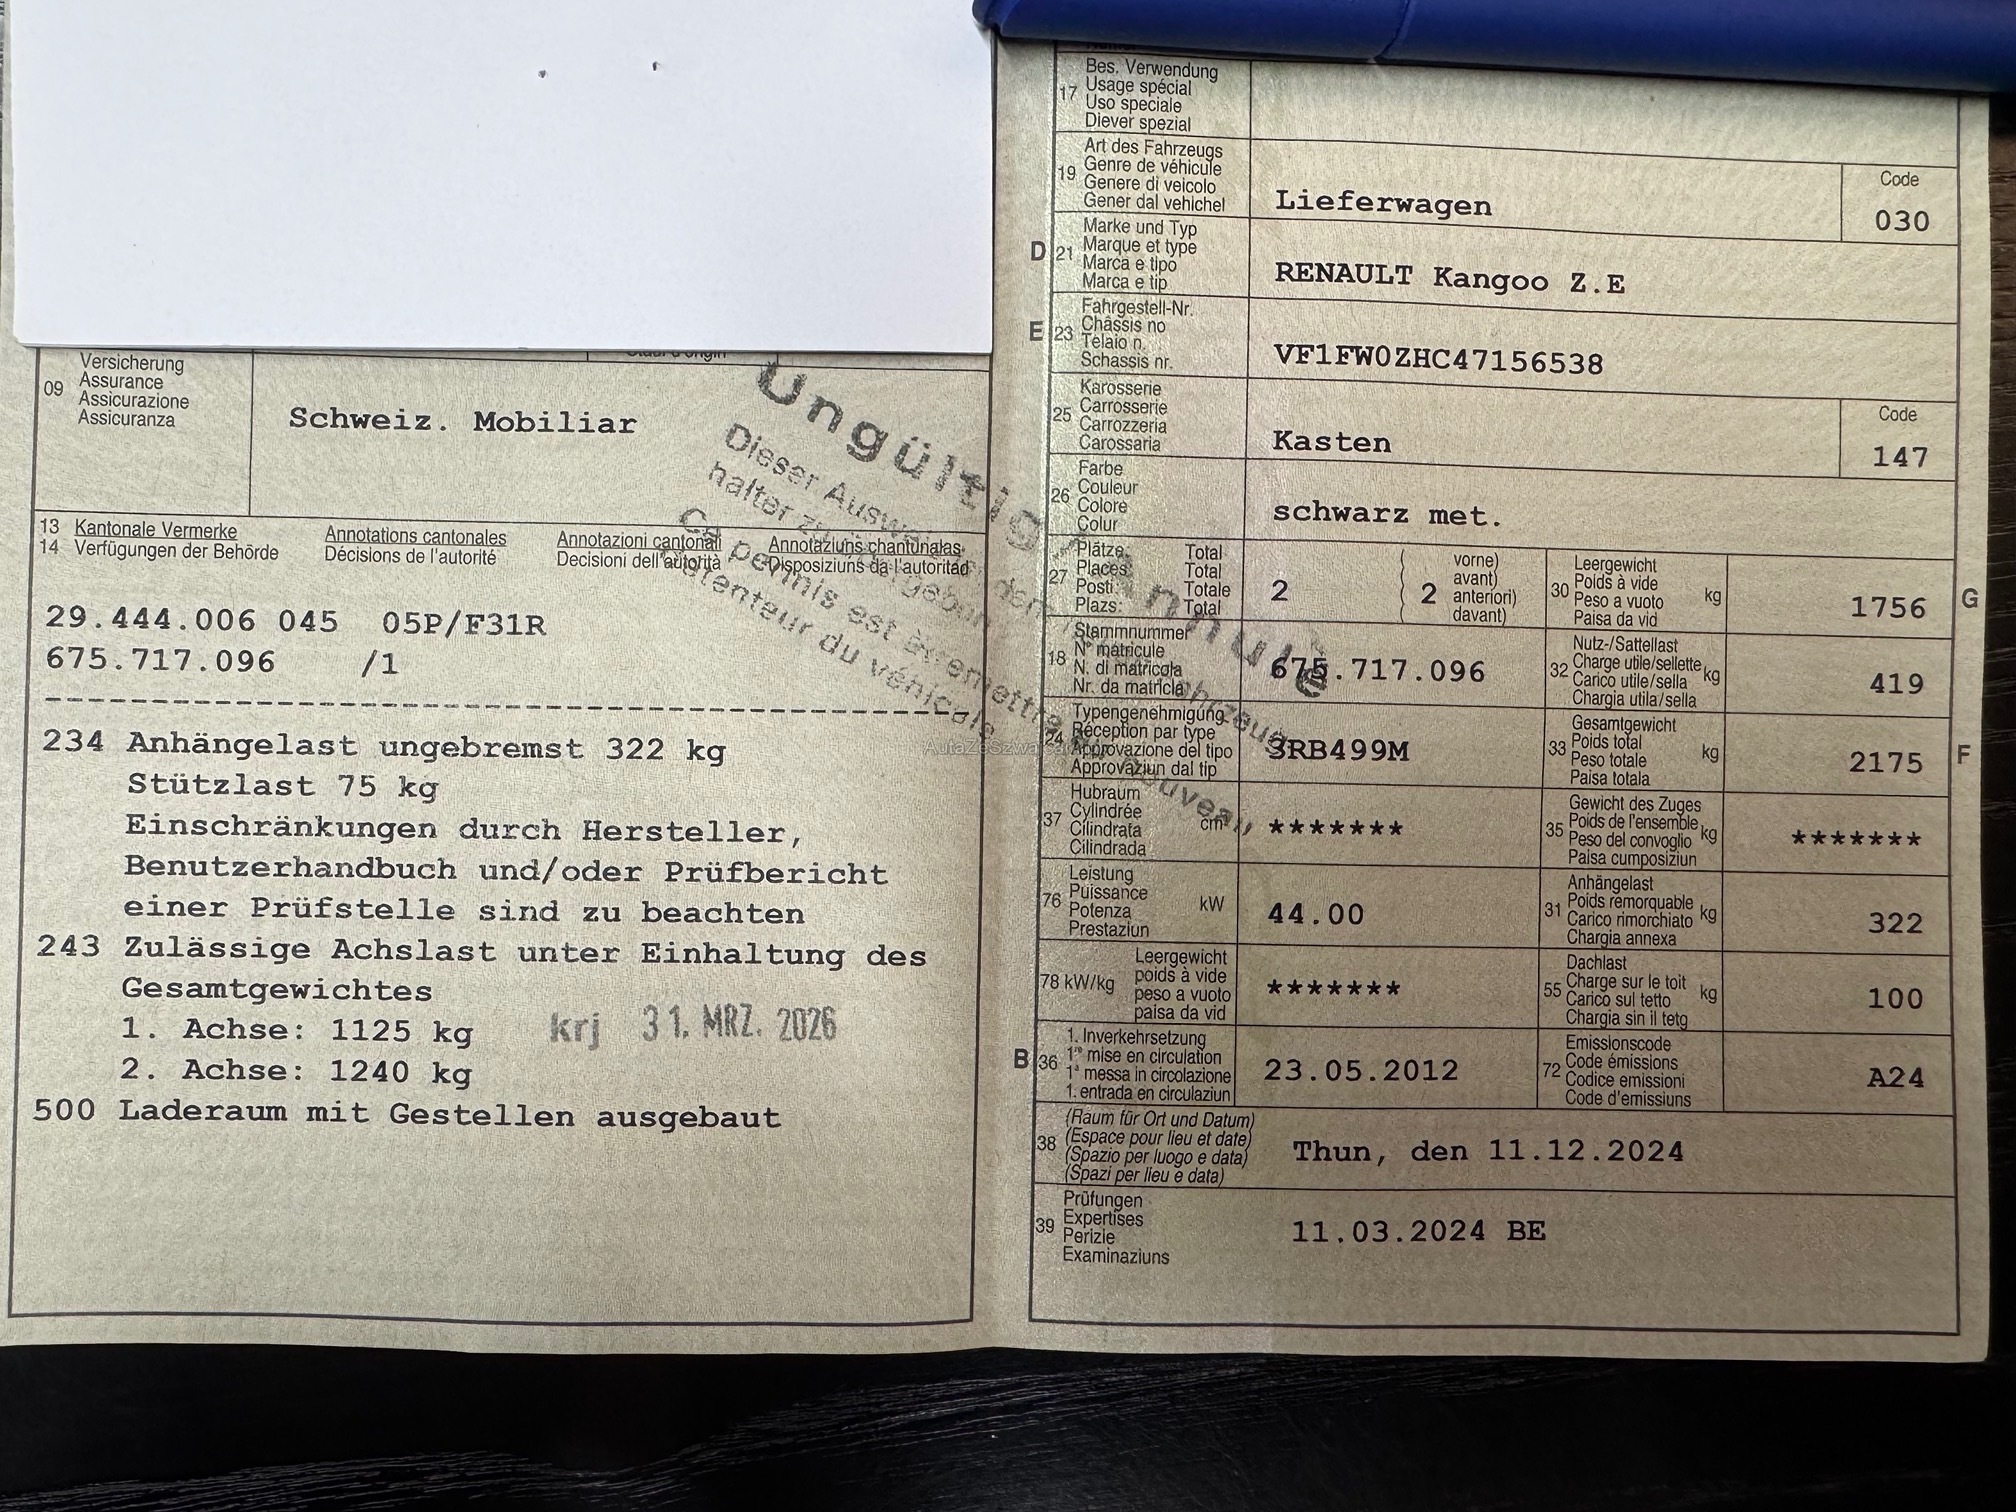 09 Versicherung
Assurance
Assicurazione
Assicuranza
Schweiz. Mobiliar
13 Kantonale Vermerke Annotations cantonales Annotazioni cantonali Annotaziuns chantunalas
14 Verfügungen der Behörde Décisions de l'autorité Decisioni dell'autorità Disposiziuns da l'autoritad
29.444.006 045 05P/F31R
675.717.096 /1
234 Anhängelast ungebremst 322 kg
Stützlast 75 kg
Einschränkungen durch Hersteller,
Benutzerhandbuch und/oder Prüfbericht
einer Prüfstelle sind zu beachten
243 Zulässige Achslast unter Einhaltung des
Gesamtgewichtes
1. Achse: 1125 kg
krj 31. MRZ. 2026
2. Achse: 1240 kg
500 Laderaum mit Gestellen ausgebaut
Ungültig Annulé
Dieser
halter
Ce permis est à remettre
détenteur du véhicule
17 Bes. Verwendung
Usage spécial
Uso speciale
Diever spezial
19 Art des Fahrzeugs
Genre de véhicule
Genere di veicolo
Gener dal vehichel
Lieferwagen
Code
030
D 21 Marke und Typ
Marque et type
Marca e tipo
Marca e tip
RENAULT Kangoo Z.E
E 23 Fahrgestell-Nr.
Châssis no
Telaio n.
Schassis nr.
VF1FW0ZHC47156538
25 Karosserie
Carrosserie
Carrozzeria
Carossaria
Kasten
Code
147
26 Farbe
Couleur
Colore
Colur
schwarz met.
27 Plätze Total
Places Total
Posti: Totale
Plazs: Total
2
2
vorne)
avant)
anteriori)
davant)
30 Leergewicht
Poids à vide
Peso a vuoto
Paisa da vid
kg
1756
G
18 Stammnummer
N° matricule
N. di matricola
Nr. da matricla
675.717.096
32 Nutz-/Sattellast
Charge utile/sellette
Carico utile/sella
Chargia utila/sella
kg
419
24 Typengenehmigung
Réception par type
Approvazione del tipo
Approvaziun dal tip
3RB499M
33 Gesamtgewicht
Poids total
Peso totale
Paisa totala
kg
2175
F
37 Hubraum
Cylindrée
Cilindrata
Cilindrada
cm³
*******
35 Gewicht des Zuges
Poids de l'ensemble
Peso del convoglio
Paisa cumposiziun
kg
*******
76 Leistung
Puissance
Potenza
Prestaziun
kW
44.00
31 Anhängelast
Poids remorquable
Carico rimorchiato
Chargia annexa
kg
322
78 kW/kg
Leergewicht
poids à vide
peso a vuoto
paisa da vid
*******
55 Dachlast
Charge sur le toit
Carico sul tetto
Chargia sin il tetg
kg
100
B 36 1. Inverkehrsetzung
1re mise en circulation
1a messa in circolazione
1. entrada en circulaziun
23.05.2012
72 Emissionscode
Code émissions
Codice emissioni
Code d'emissiuns
A24
38 (Raum für Ort und Datum)
(Espace pour lieu et date)
(Spazio per luogo e data)
(Spazi per lieu e data)
Thun, den 11.12.2024
39 Prüfungen
Expertises
Perizie
Examinaziuns
11.03.2024 BE